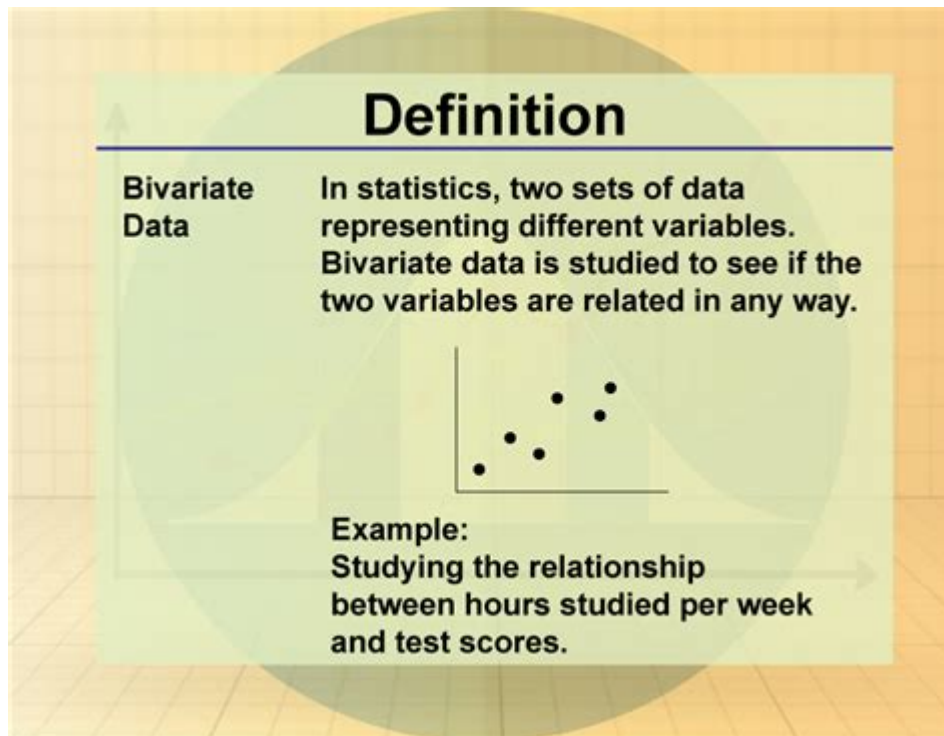 Definition
Bivariate
Data
In statistics, two sets of data
representing different variables.
Bivariate data is studied to see if the
two variables are related in any way.
Example:
Studying the relationship
between hours studied per week
and test scores.